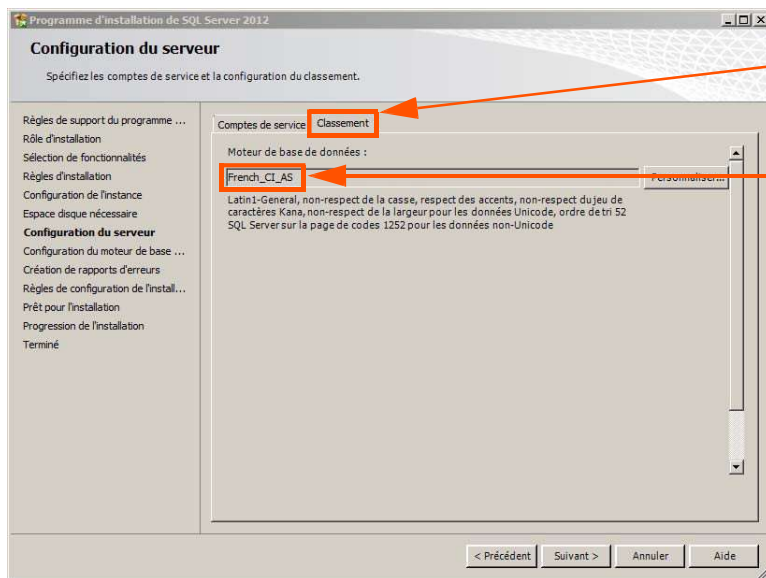 Programme d'installation de SQL Server 2012
Configuration du serveur
Spécifiez les comptes de service et la configuration du classement.
Règles de support du programme ...
Rôle d'installation
Sélection de fonctionnalités
Règles d'installation
Configuration de l'instance
Espace disque nécessaire
Configuration du serveur
Configuration du moteur de base ...
Création de rapports d'erreurs
Règles de configuration de l'install...
Prêt pour l'installation
Progression de l'installation
Terminé
Comptes de service
Classement
Moteur de base de données :
French_CI_AS
Personnaliser...
Latin1-General, non-respect de la casse, respect des accents, non-respect du jeu de
caractères Kana, non-respect de la largeur pour les données Unicode, ordre de tri 52
SQL Server sur la page de codes 1252 pour les données non-Unicode
< Précédent
Suivant >
Annuler
Aide